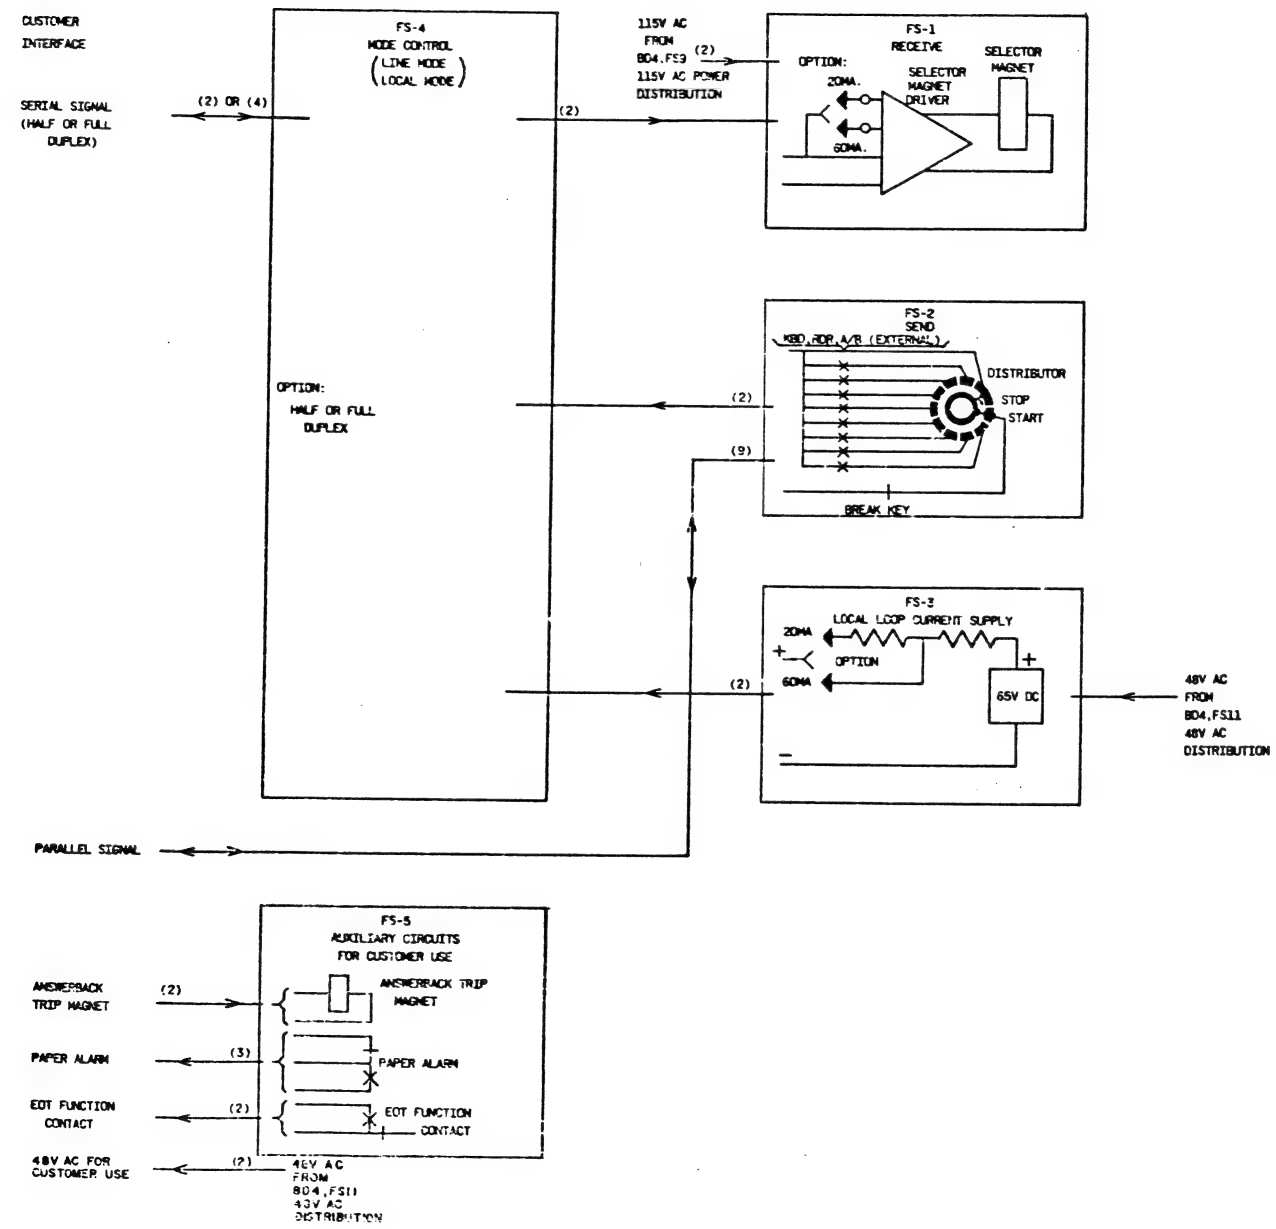 CUSTOMER
INTERFACE
SERIAL SIGNAL
(HALF OR FULL
DUPLEX)
(2) OR (4)
FS-4
MODE CONTROL
(LINE MODE
LOCAL MODE)
(2)
OPTION:
HALF OR FULL
DUPLEX
115V AC
FROM
BD4,FS9 (2)
115V AC POWER
DISTRIBUTION
FS-1
RECEIVE
OPTION:
20MA.
60MA.
SELECTOR
MAGNET
DRIVER
SELECTOR
MAGNET
FS-2
SEND
KBD,RDR,A/B (EXTERNAL)
DISTRIBUTOR
STOP
START
BREAK KEY
(2)
(9)
FS-3
LOCAL LOOP CURRENT SUPPLY
20MA
+
OPTION
60MA
+
65V DC
−
(2)
48V AC
FROM
BD4,FS11
48V AC
DISTRIBUTION
PARALLEL SIGNAL
FS-5
AUXILIARY CIRCUITS
FOR CUSTOMER USE
ANSWERBACK
TRIP MAGNET
(2)
ANSWERBACK TRIP
MAGNET
PAPER ALARM
(3)
PAPER ALARM
EOT FUNCTION
CONTACT
(2)
EOT FUNCTION
CONTACT
48V AC FOR
CUSTOMER USE
(2)
48V AC
FROM
BD4,FS11
48V AC
DISTRIBUTION